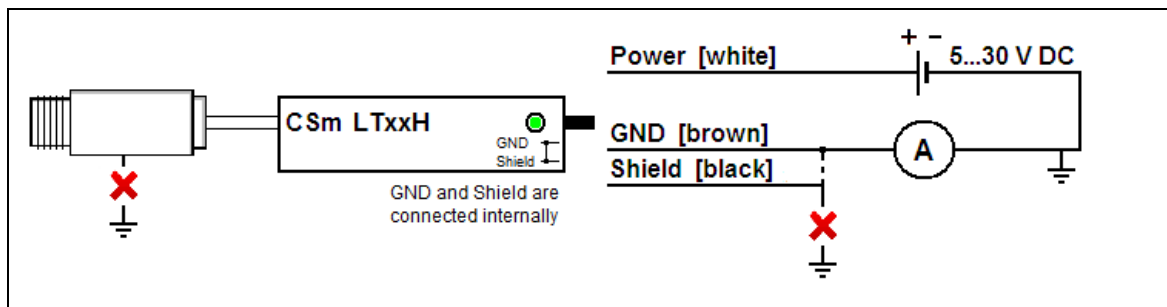 Power [white]
+ -
5...30 V DC
CSm LTxxH
GND
Shield
GND [brown]
A
Shield [black]
GND and Shield are
connected internally